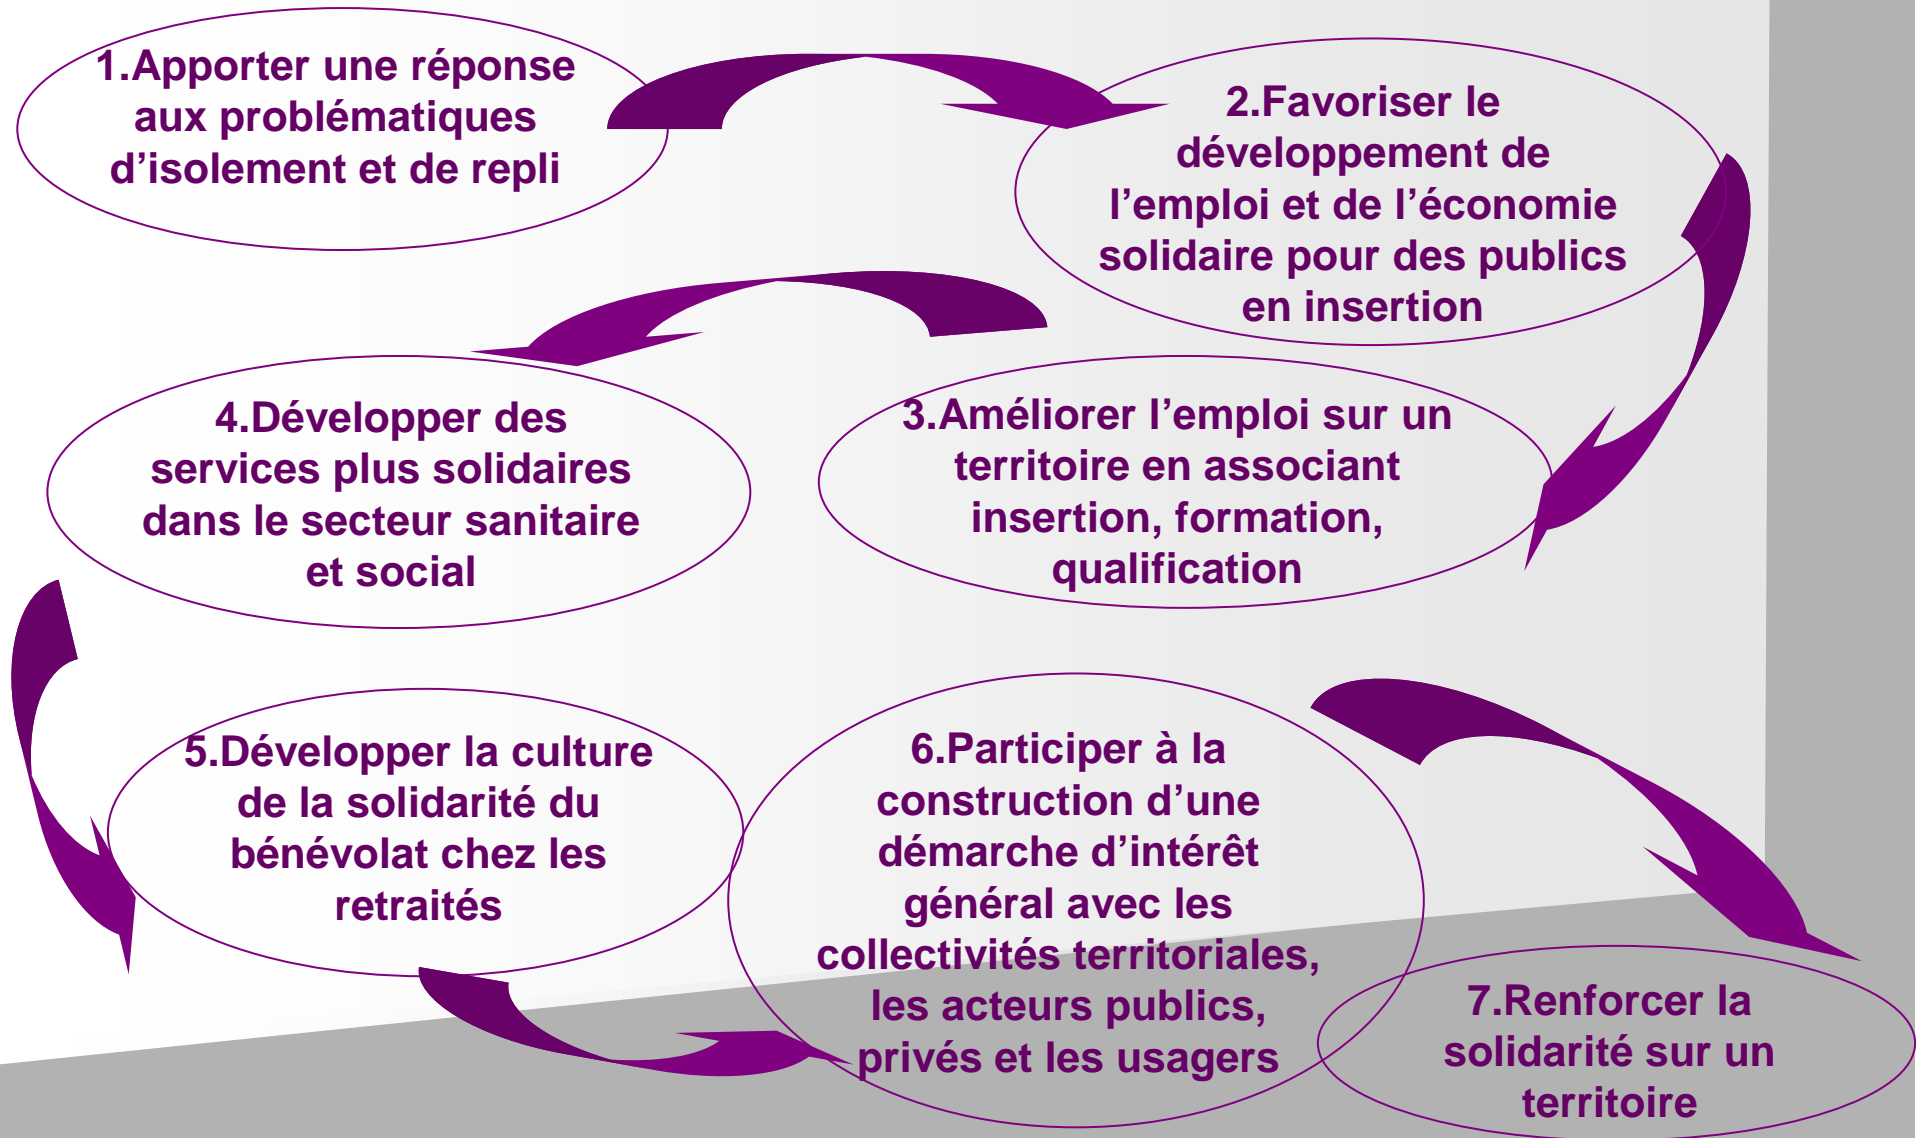 1.Apporter une réponse
aux problématiques
d’isolement et de repli
2.Favoriser le
développement de
l’emploi et de l’économie
solidaire pour des publics
en insertion
3.Améliorer l’emploi sur un
territoire en associant
insertion, formation,
qualification
4.Développer des
services plus solidaires
dans le secteur sanitaire
et social
5.Développer la culture
de la solidarité du
bénévolat chez les
retraités
6.Participer à la
construction d’une
démarche d’intérêt
général avec les
collectivités territoriales,
les acteurs publics,
privés et les usagers
7.Renforcer la
solidarité sur un
territoire